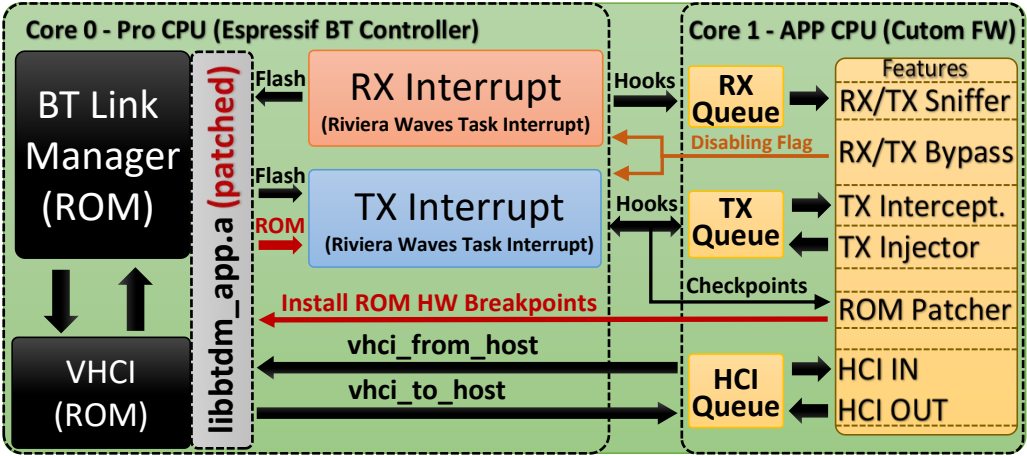 Core 0 - Pro CPU (Espressif BT Controller)
BT Link
Manager
(ROM)
VHCI
(ROM)
libbtdm_app.a (patched)
Flash
RX Interrupt
(Riviera Waves Task Interrupt)
Flash
ROM
TX Interrupt
(Riviera Waves Task Interrupt)
Hooks
Disabling Flag
Hooks
Checkpoints
Install ROM HW Breakpoints
vhci_from_host
vhci_to_host
Core 1 - APP CPU (Cutom FW)
RX
Queue
TX
Queue
HCI
Queue
Features
RX/TX Sniffer
RX/TX Bypass
TX Intercept.
TX Injector
ROM Patcher
HCI IN
HCI OUT